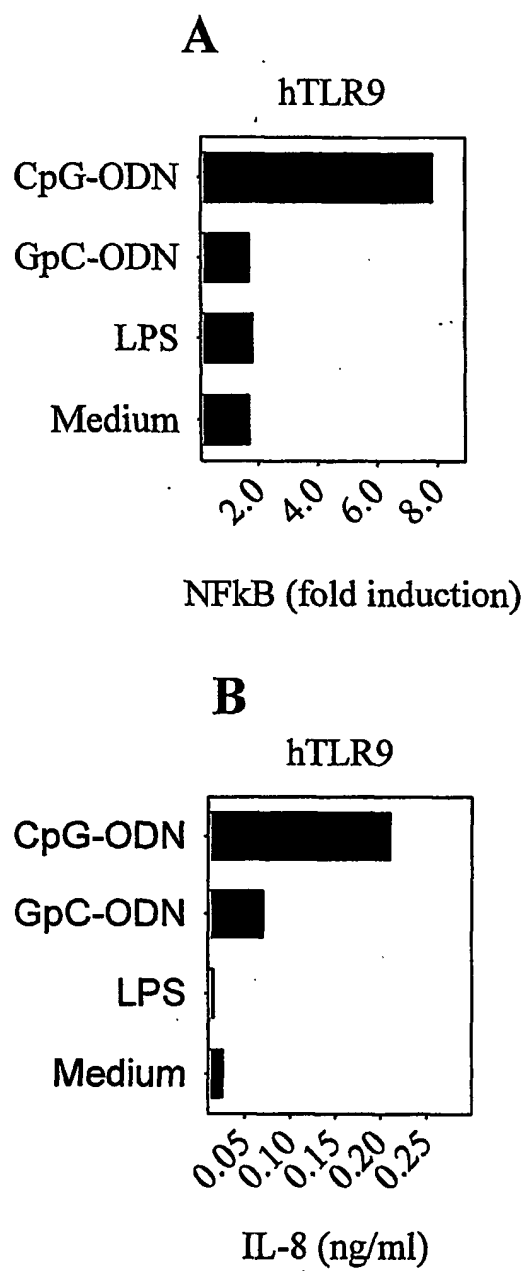 A
hTLR9
CpG-ODN
GpC-ODN
LPS
Medium
2.0 4.0 6.0 8.0
NFkB (fold induction)
B
hTLR9
CpG-ODN
GpC-ODN
LPS
Medium
0.05 0.10 0.15 0.20 0.25
IL-8 (ng/ml)